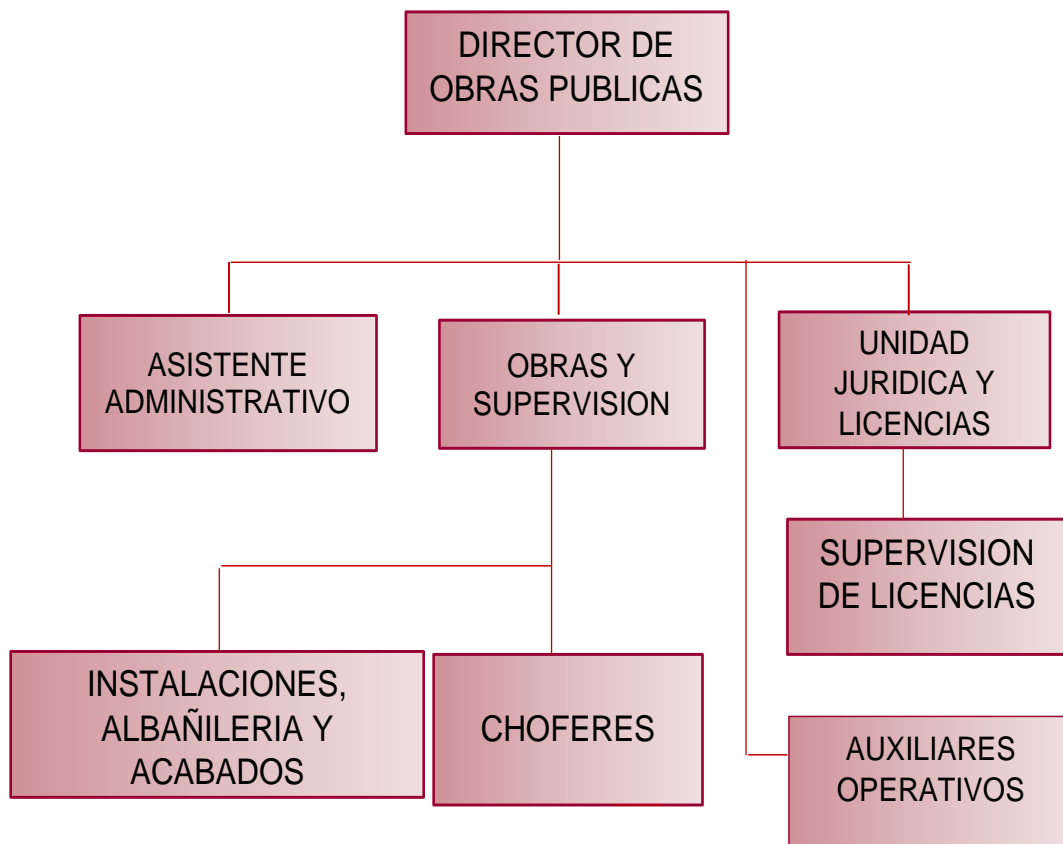 DIRECTOR DE
OBRAS PUBLICAS
ASISTENTE
ADMINISTRATIVO
OBRAS Y
SUPERVISION
UNIDAD
JURIDICA Y
LICENCIAS
SUPERVISION
DE LICENCIAS
INSTALACIONES,
ALBAÑILERIA Y
ACABADOS
CHOFERES
AUXILIARES
OPERATIVOS